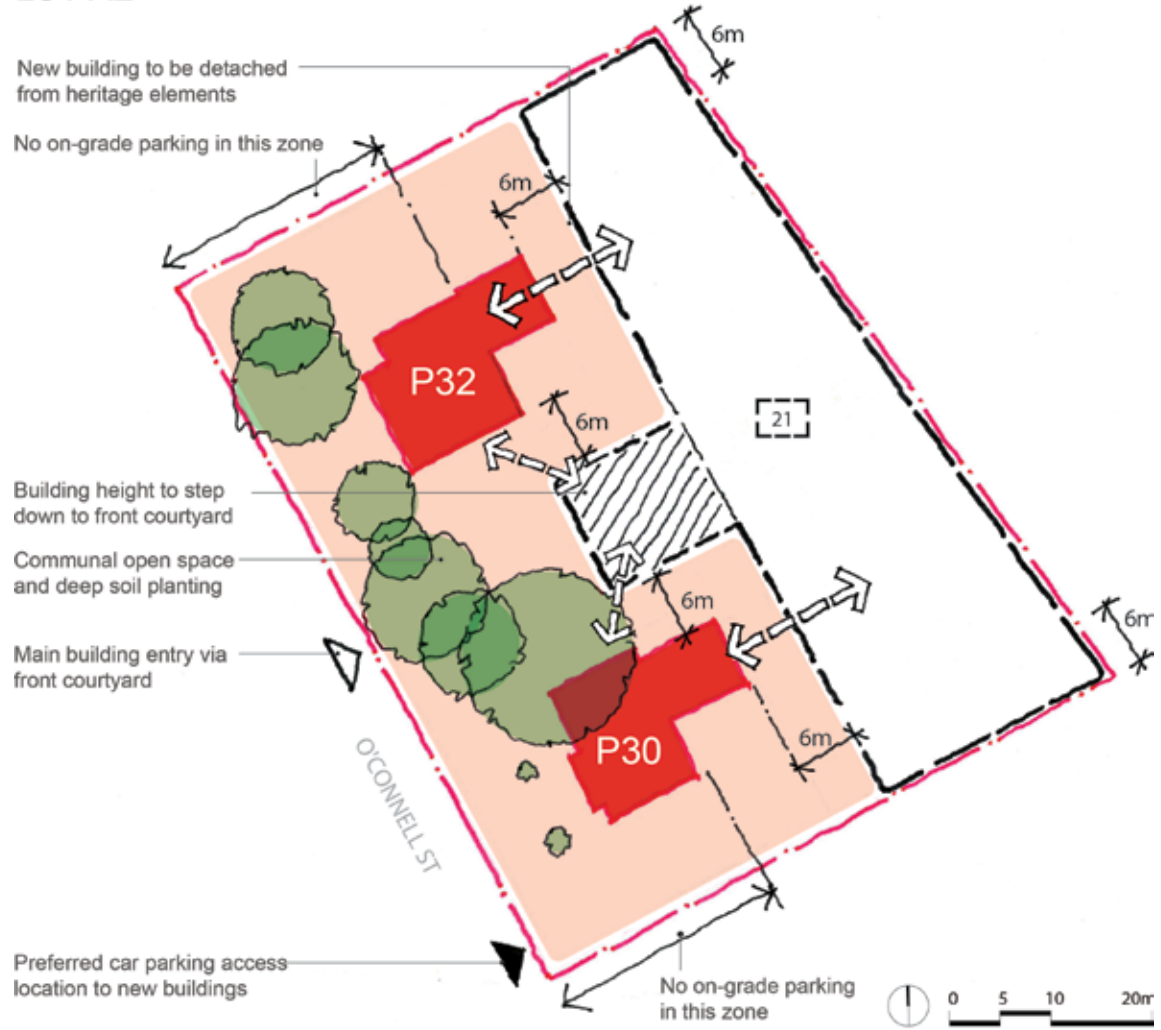 6m
New building to be detached
from heritage elements
No on-grade parking in this zone
6m
P32
6m
21
Building height to step
down to front courtyard
Communal open space
and deep soil planting
6m
6m
Main building entry via
front courtyard
P30
6m
O'CONNELL ST
Preferred car parking access
location to new buildings
No on-grade parking
in this zone
0 5 10 20m